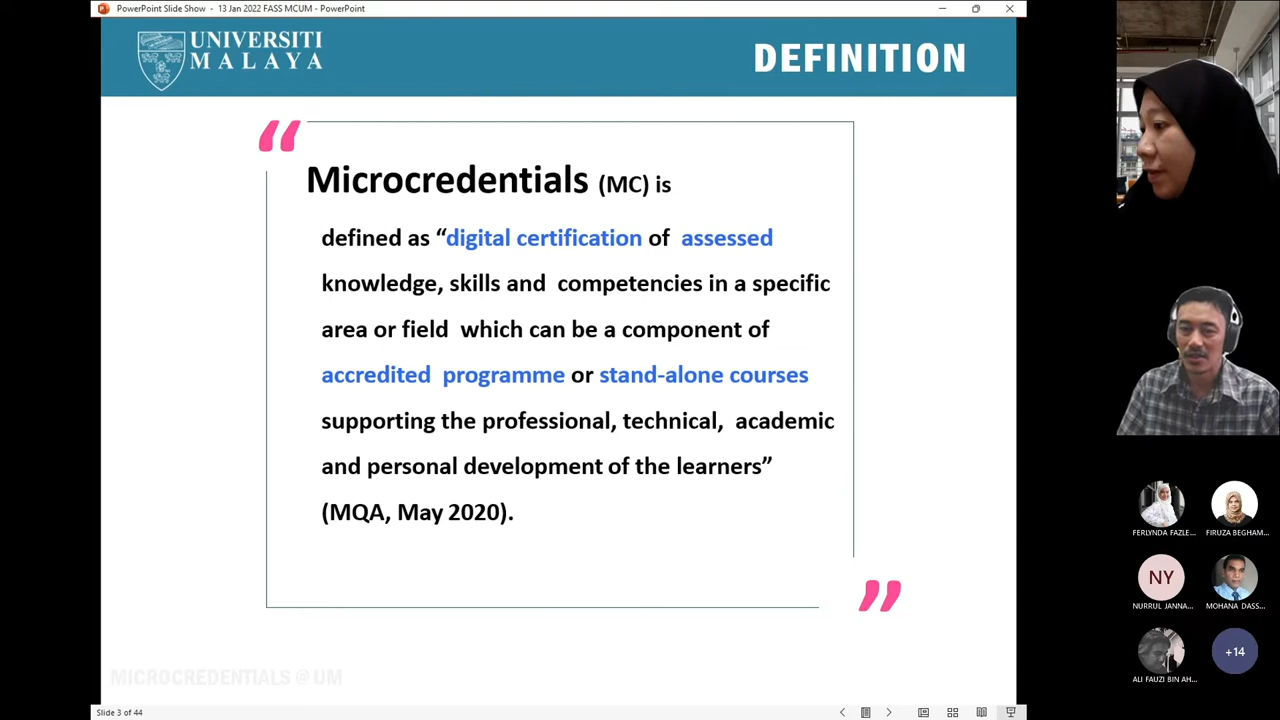 PowerPoint Slide Show - 13 Jan 2022 FASS MCUM - PowerPoint
UNIVERSITI
MALAYA
DEFINITION
“
Microcredentials (MC) is
defined as “digital certification of assessed
knowledge, skills and competencies in a specific
area or field which can be a component of
accredited programme or stand-alone courses
supporting the professional, technical, academic
and personal development of the learners”
(MQA, May 2020).
”
MICROCREDENTIALS @ UM
Slide 3 of 44
FERLYNDA FAZLE...
FIRUZA BEGHAM...
NY
NURRUL JANNA...
MOHANA DASS...
ALI FAUZI BIN AH...
+14